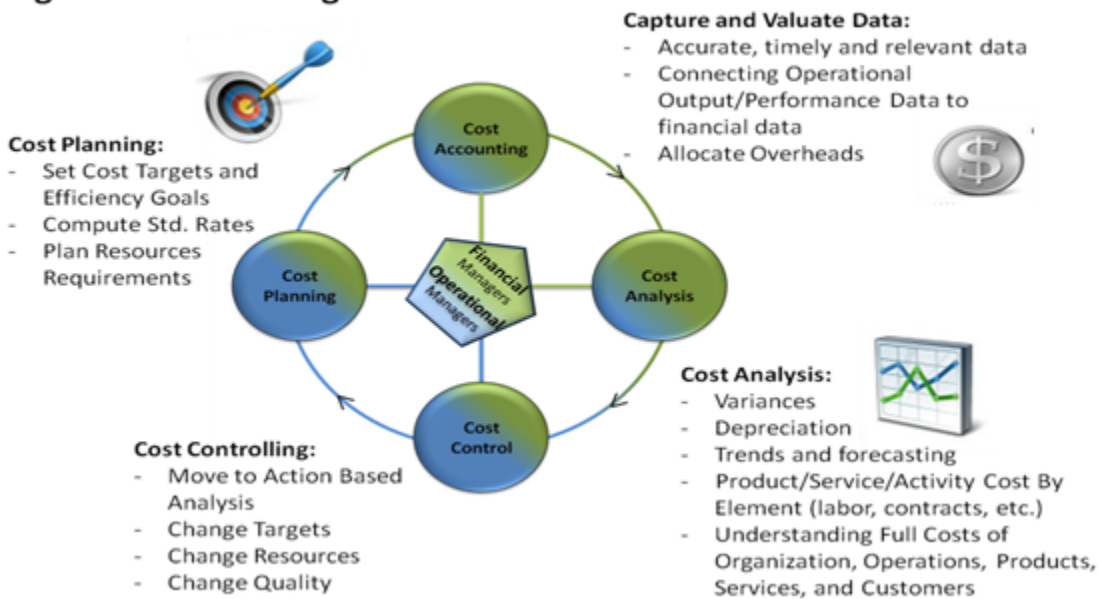 Capture and Valuate Data:
- Accurate, timely and relevant data
- Connecting Operational
Output/Performance Data to
financial data
- Allocate Overheads
$
Cost Planning:
- Set Cost Targets and
Efficiency Goals
- Compute Std. Rates
- Plan Resources
Requirements
Cost
Accounting
Cost
Planning
Financial
Managers
Operational
Managers
Cost
Analysis
Cost
Control
Cost Analysis:
- Variances
- Depreciation
- Trends and forecasting
- Product/Service/Activity Cost By
Element (labor, contracts, etc.)
- Understanding Full Costs of
Organization, Operations, Products,
Services, and Customers
Cost Controlling:
- Move to Action Based
Analysis
- Change Targets
- Change Resources
- Change Quality